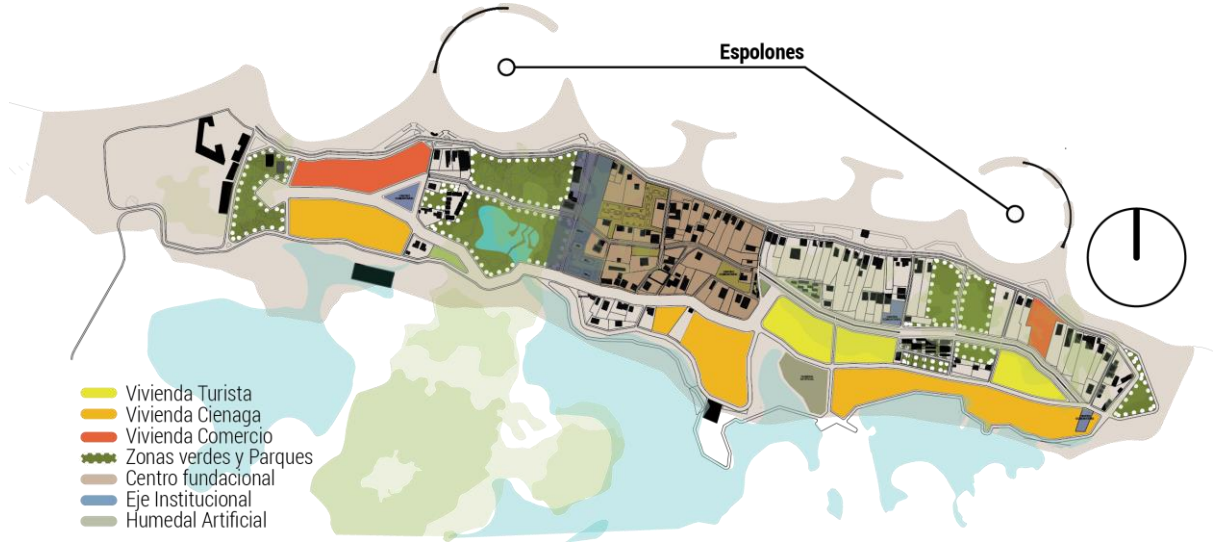 Espolones
Vivienda Turista
Vivienda Cienaga
Vivienda Comercio
Zonas verdes y Parques
Centro fundacional
Eje Institucional
Humedal Artificial